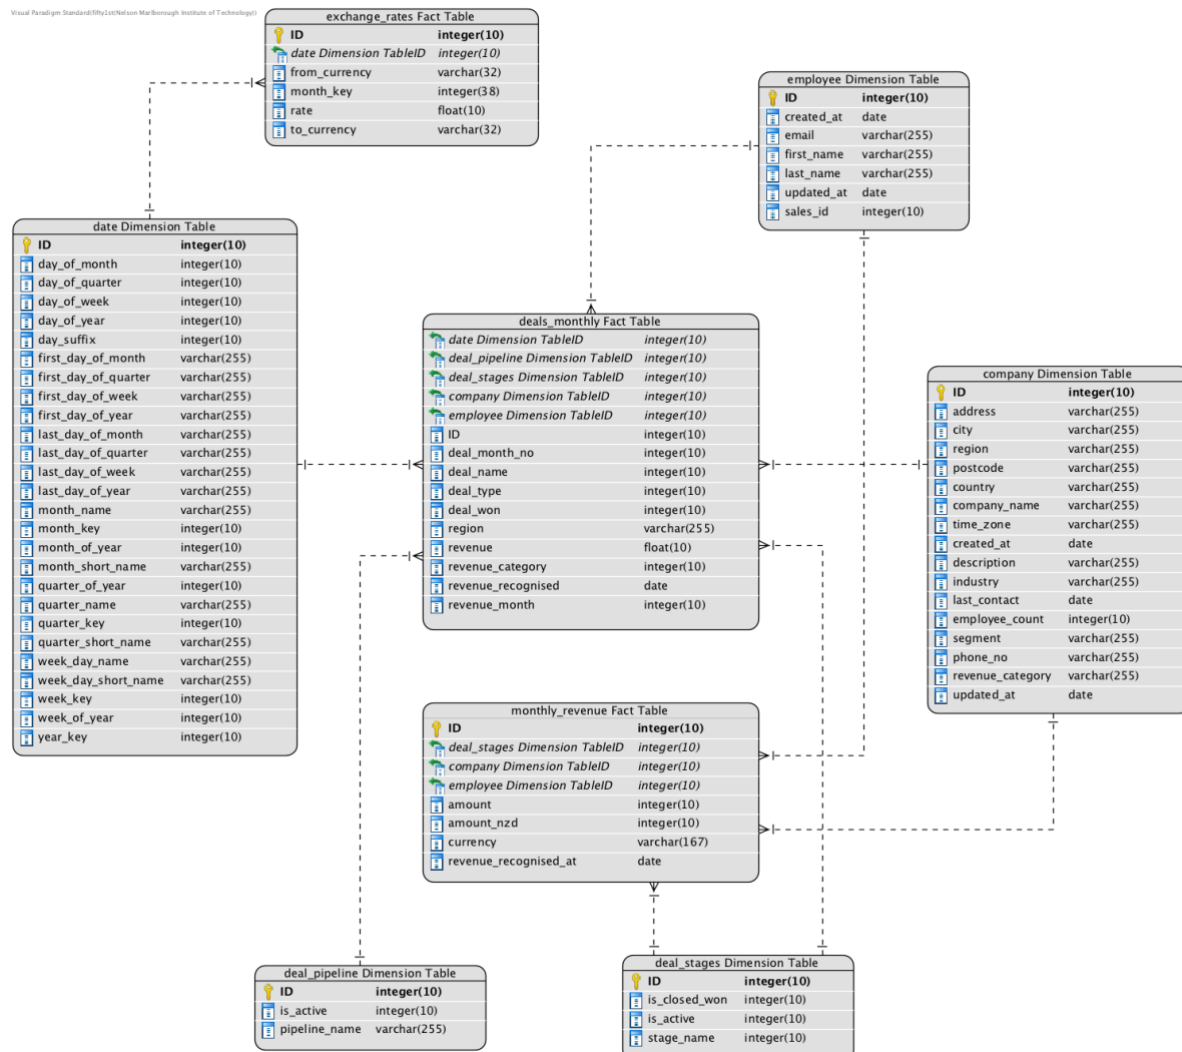 Visual Paradigm Standard(fifty1st(Nelson Marlborough Institute of Technology))
exchange_rates Fact Table
ID integer(10)
date Dimension TableID integer(10)
from_currency varchar(32)
month_key integer(38)
rate float(10)
to_currency varchar(32)
employee Dimension Table
ID integer(10)
created_at date
email varchar(255)
first_name varchar(255)
last_name varchar(255)
updated_at date
sales_id integer(10)
date Dimension Table
ID integer(10)
day_of_month integer(10)
day_of_quarter integer(10)
day_of_week integer(10)
day_of_year integer(10)
day_suffix integer(10)
first_day_of_month varchar(255)
first_day_of_quarter varchar(255)
first_day_of_week varchar(255)
first_day_of_year varchar(255)
last_day_of_month varchar(255)
last_day_of_quarter varchar(255)
last_day_of_week varchar(255)
last_day_of_year varchar(255)
month_name varchar(255)
month_key integer(10)
month_of_year integer(10)
month_short_name varchar(255)
quarter_of_year integer(10)
quarter_name varchar(255)
quarter_key integer(10)
quarter_short_name varchar(255)
week_day_name varchar(255)
week_day_short_name varchar(255)
week_key integer(10)
week_of_year integer(10)
year_key integer(10)
deals_monthly Fact Table
date Dimension TableID integer(10)
deal_pipeline Dimension TableID integer(10)
deal_stages Dimension TableID integer(10)
company Dimension TableID integer(10)
employee Dimension TableID integer(10)
ID integer(10)
deal_month_no integer(10)
deal_name integer(10)
deal_type integer(10)
deal_won integer(10)
region varchar(255)
revenue float(10)
revenue_category integer(10)
revenue_recognised date
revenue_month integer(10)
company Dimension Table
ID integer(10)
address varchar(255)
city varchar(255)
region varchar(255)
postcode varchar(255)
country varchar(255)
company_name varchar(255)
time_zone varchar(255)
created_at date
description varchar(255)
industry varchar(255)
last_contact date
employee_count integer(10)
segment varchar(255)
phone_no varchar(255)
revenue_category varchar(255)
updated_at date
monthly_revenue Fact Table
ID integer(10)
deal_stages Dimension TableID integer(10)
company Dimension TableID integer(10)
employee Dimension TableID integer(10)
amount integer(10)
amount_nzd integer(10)
currency varchar(167)
revenue_recognised_at date
deal_pipeline Dimension Table
ID integer(10)
is_active integer(10)
pipeline_name varchar(255)
deal_stages Dimension Table
ID integer(10)
is_closed_won integer(10)
is_active integer(10)
stage_name integer(10)